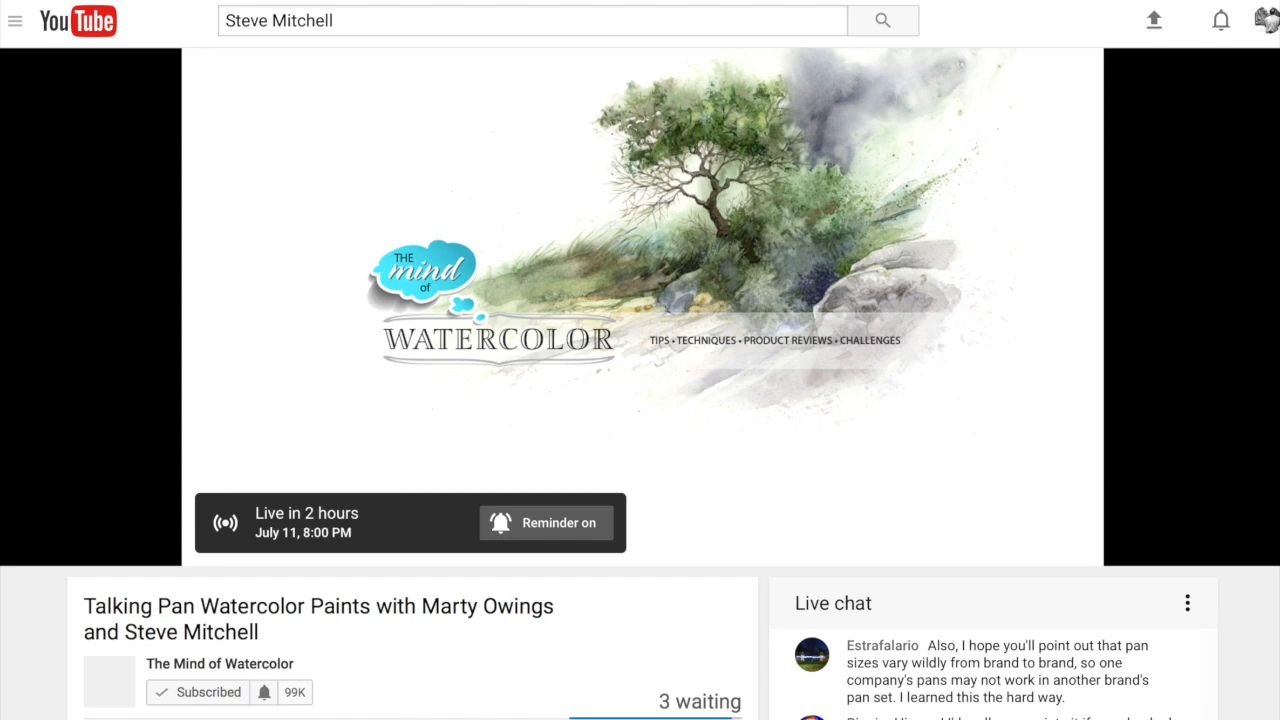 YouTube
Steve Mitchell
THE
mind
of
WATERCOLOR
TIPS • TECHNIQUES • PRODUCT REVIEWS • CHALLENGES
Live in 2 hours
July 11, 8:00 PM
Reminder on
Talking Pan Watercolor Paints with Marty Owings
and Steve Mitchell
The Mind of Watercolor
Subscribed
99K
3 waiting
Live chat
Estrafalario Also, I hope you'll point out that pan
sizes vary wildly from brand to brand, so one
company's pans may not work in another brand's
pan set. I learned this the hard way.